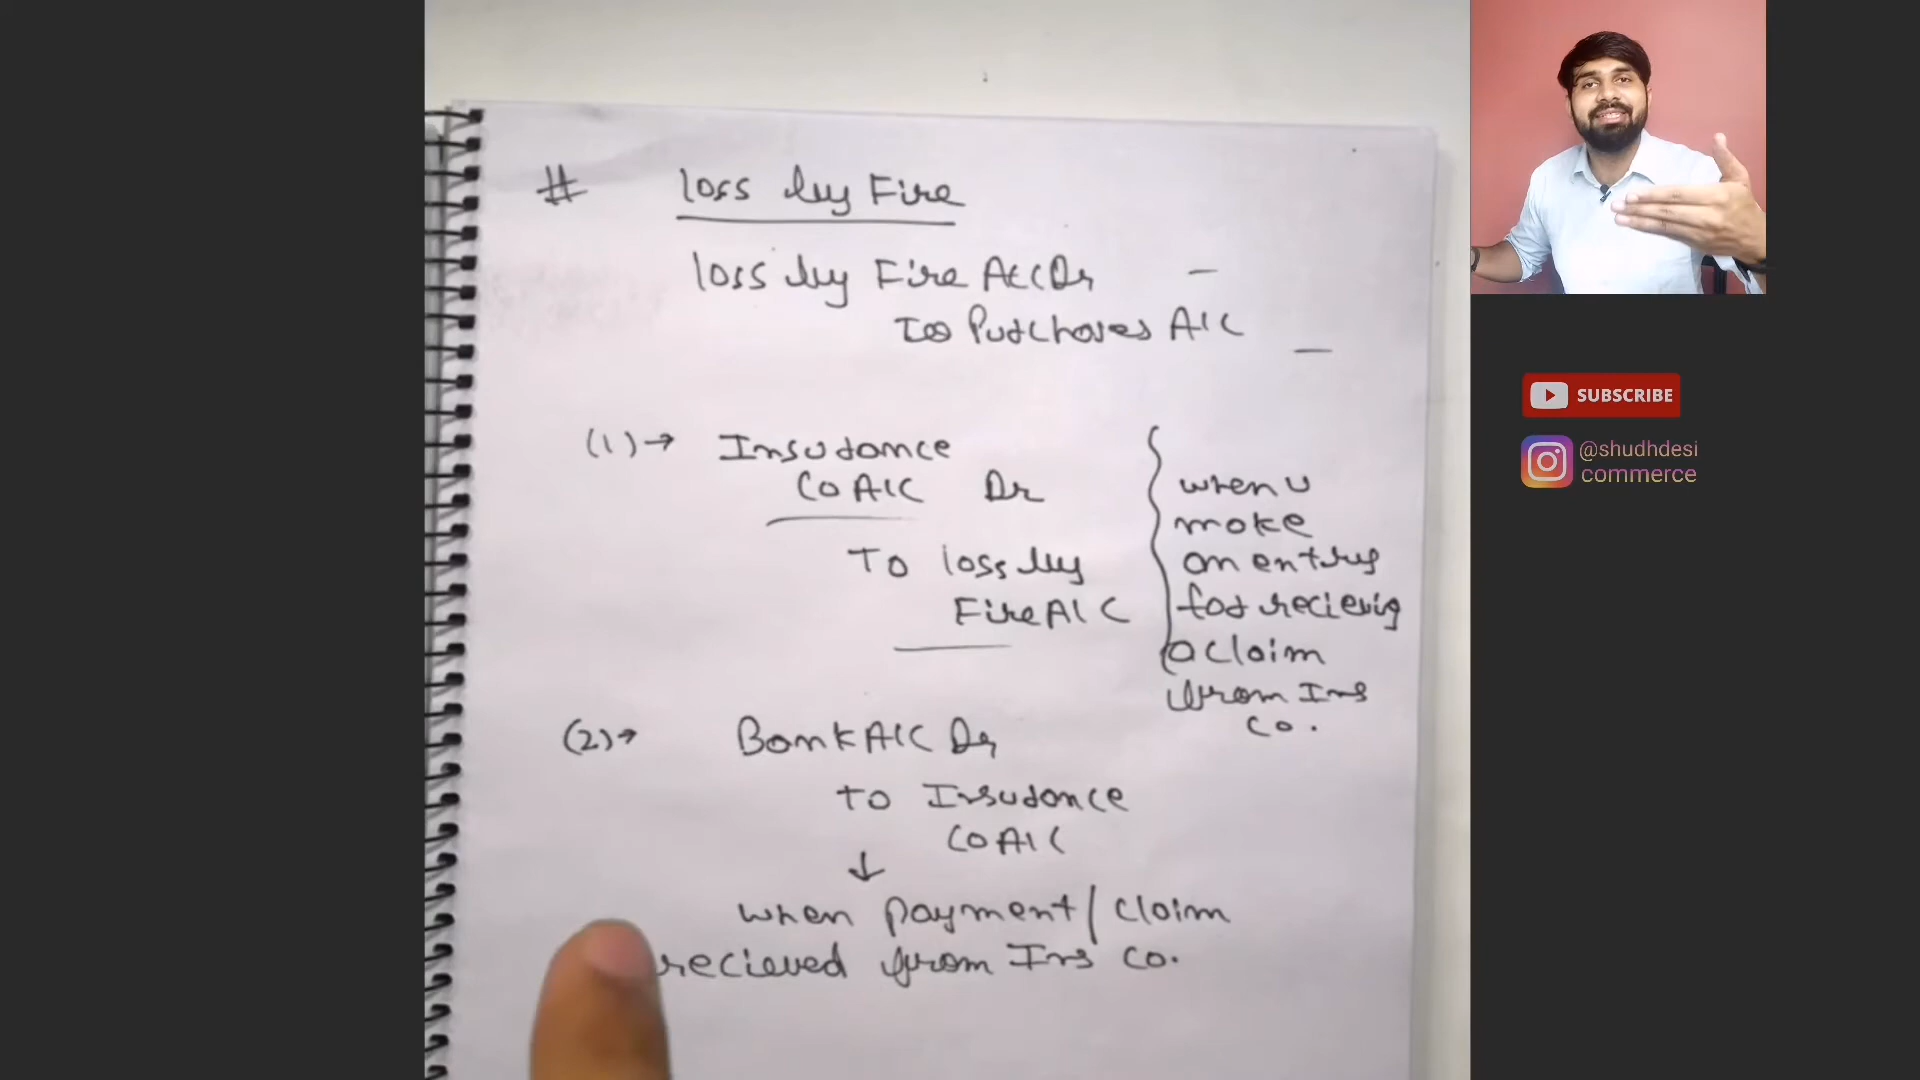 # Loss by Fire
loss by Fire A/C Dr —
To Purchases A/C —
(1) → Insurance
Co A/C Dr
To loss by
Fire A/C
when u
make
an entry
for recieving
a claim
from Ins
Co.
(2) → Bank A/C Dr
To Insurance
Co A/C
↓
when payment/claim
recieved from Ins Co.
SUBSCRIBE
@shudhdesi
commerce